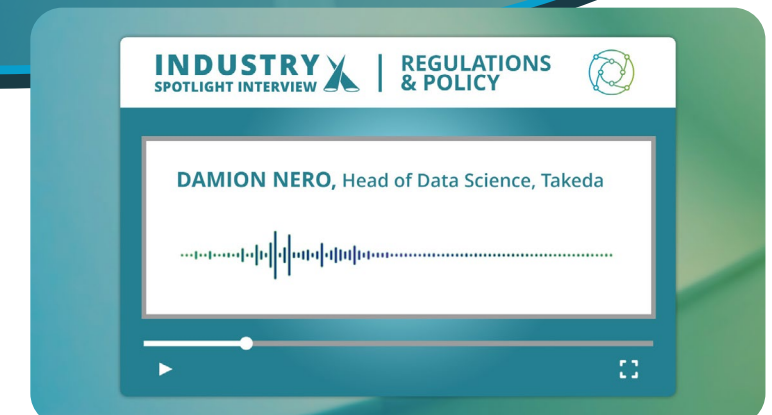 INDUSTRY
SPOTLIGHT INTERVIEW
REGULATIONS
& POLICY
DAMION NERO, Head of Data Science, Takeda